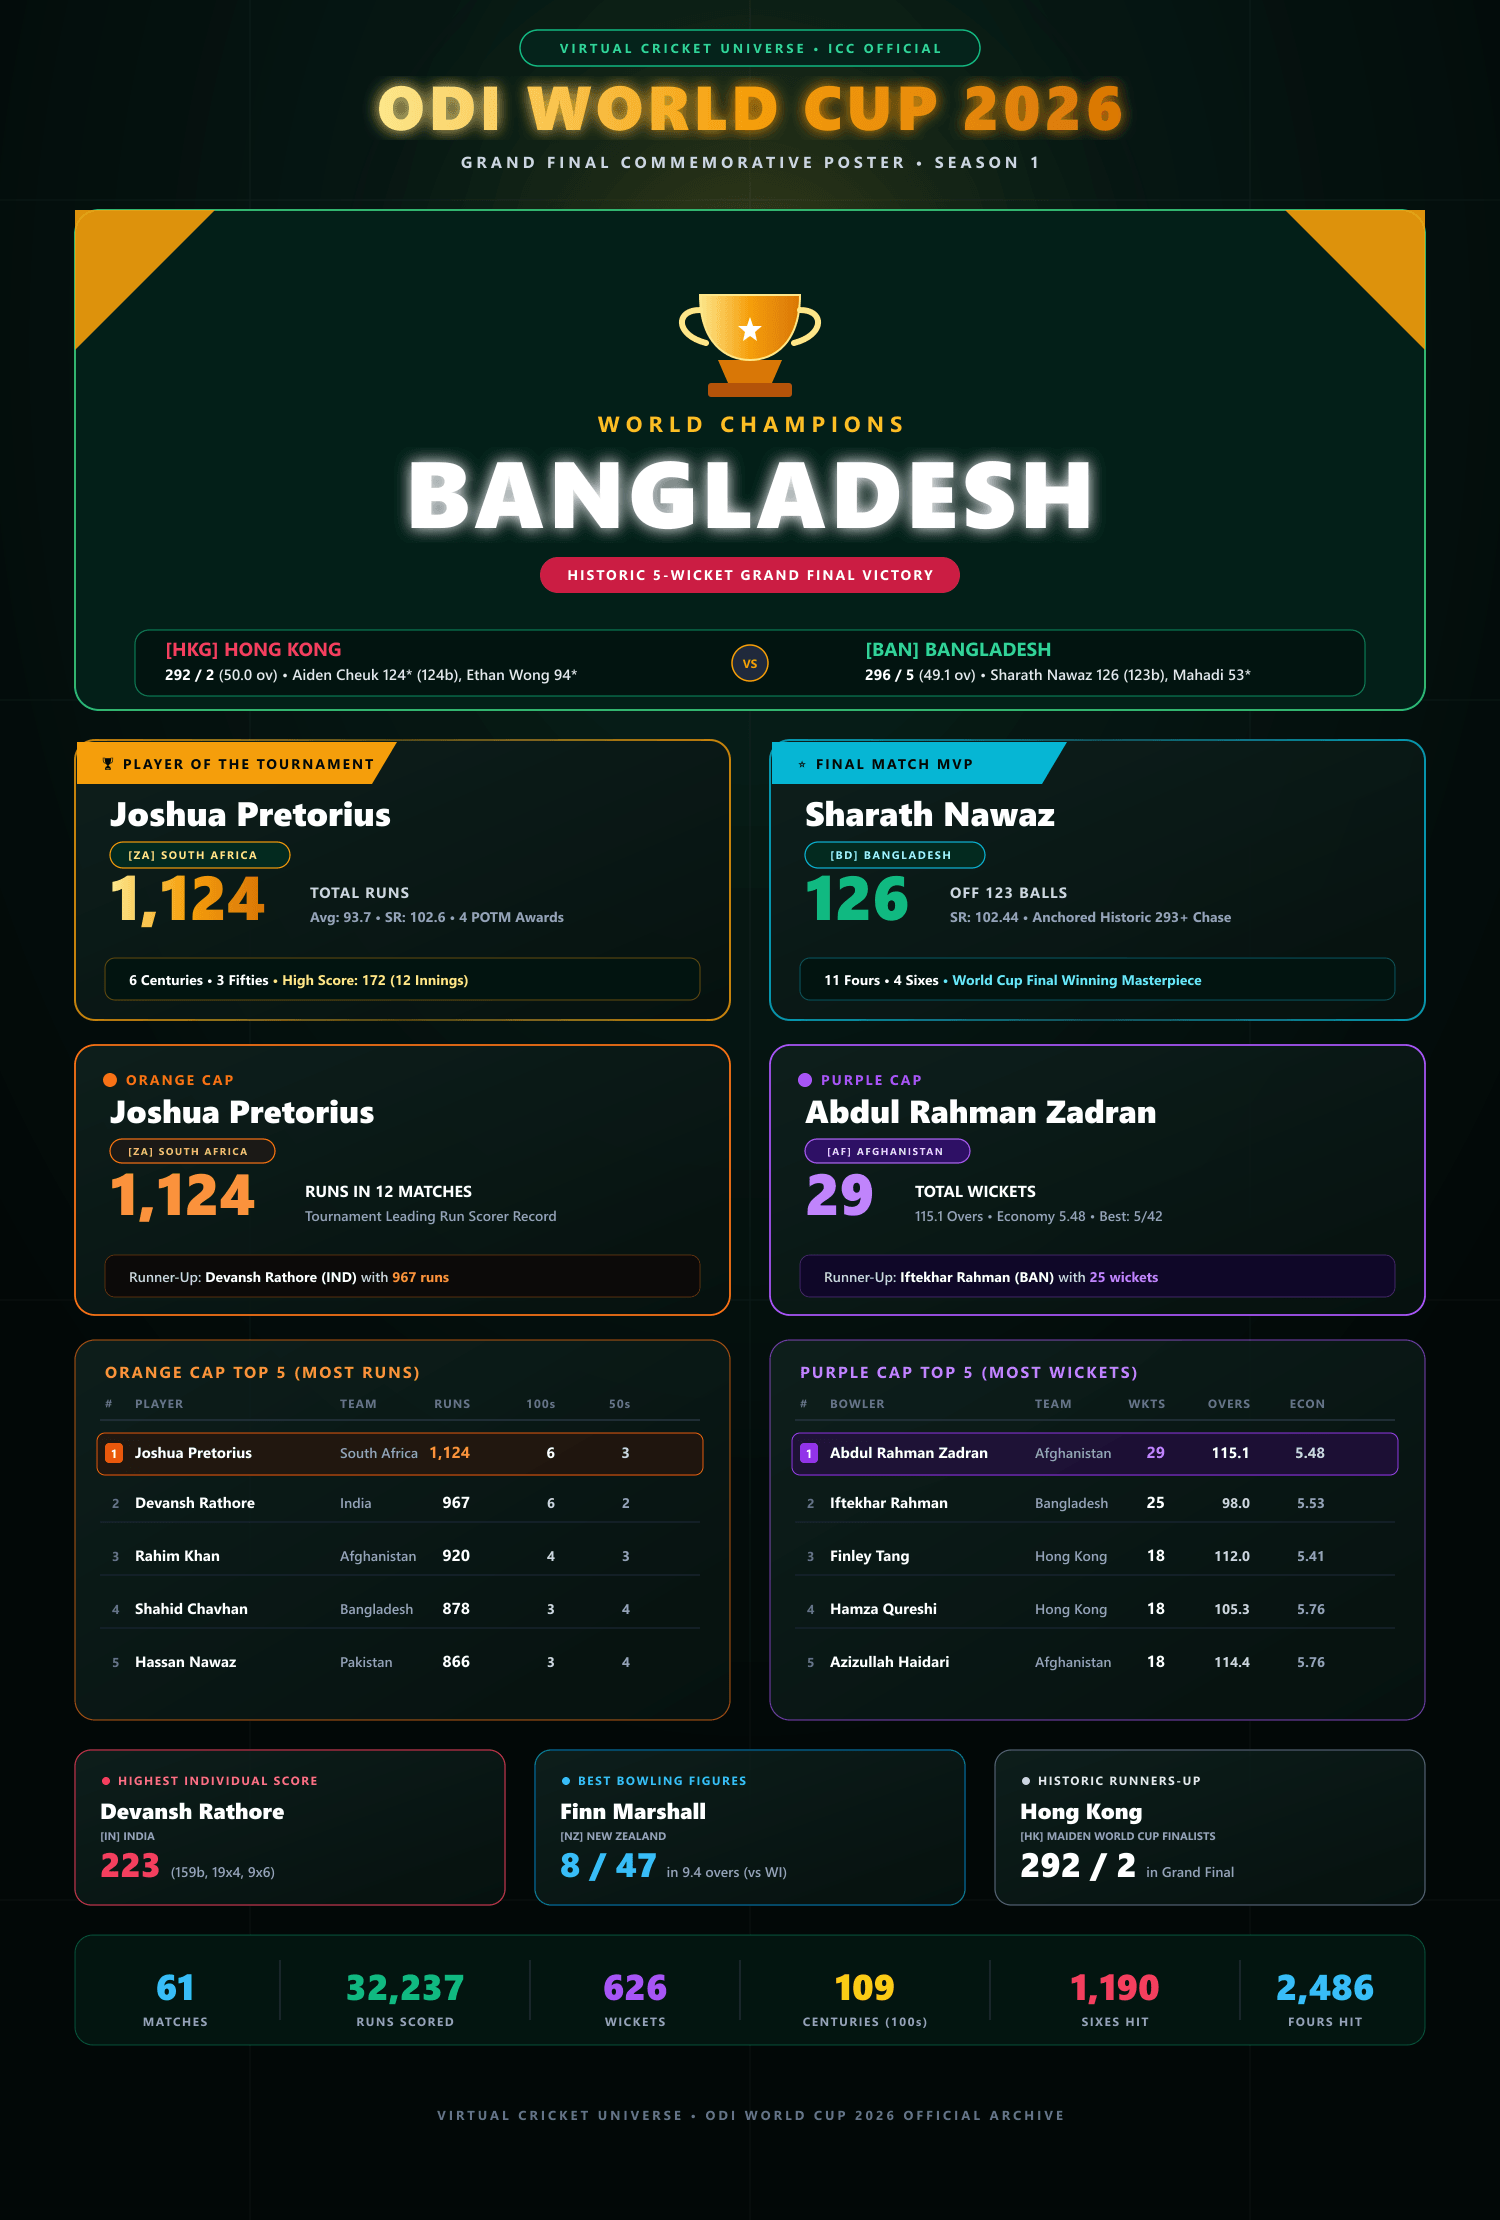 VIRTUAL CRICKET UNIVERSE • ICC OFFICIAL
ODI WORLD CUP 2026
GRAND FINAL COMMEMORATIVE POSTER • SEASON 1
WORLD CHAMPIONS
BANGLADESH
HISTORIC 5-WICKET GRAND FINAL VICTORY
[HKG] HONG KONG
292 / 2 (50.0 ov) • Aiden Cheuk 124* (124b), Ethan Wong 94*
VS
[BAN] BANGLADESH
296 / 5 (49.1 ov) • Sharath Nawaz 126 (123b), Mahadi 53*
🏆 PLAYER OF THE TOURNAMENT
Joshua Pretorius
[ZA] SOUTH AFRICA
1,124 TOTAL RUNS
Avg: 93.7 • SR: 102.6 • 4 POTM Awards
6 Centuries • 3 Fifties • High Score: 172 (12 Innings)
⭐ FINAL MATCH MVP
Sharath Nawaz
[BD] BANGLADESH
126 OFF 123 BALLS
SR: 102.44 • Anchored Historic 293+ Chase
11 Fours • 4 Sixes • World Cup Final Winning Masterpiece
ORANGE CAP
Joshua Pretorius
[ZA] SOUTH AFRICA
1,124 RUNS IN 12 MATCHES
Tournament Leading Run Scorer Record
Runner-Up: Devansh Rathore (IND) with 967 runs
PURPLE CAP
Abdul Rahman Zadran
[AF] AFGHANISTAN
29 TOTAL WICKETS
115.1 Overs • Economy 5.48 • Best: 5/42
Runner-Up: Iftekhar Rahman (BAN) with 25 wickets
ORANGE CAP TOP 5 (MOST RUNS)
# PLAYER TEAM RUNS 100s 50s
1 Joshua Pretorius South Africa 1,124 6 3
2 Devansh Rathore India 967 6 2
3 Rahim Khan Afghanistan 920 4 3
4 Shahid Chavhan Bangladesh 878 3 4
5 Hassan Nawaz Pakistan 866 3 4
PURPLE CAP TOP 5 (MOST WICKETS)
# BOWLER TEAM WKTS OVERS ECON
1 Abdul Rahman Zadran Afghanistan 29 115.1 5.48
2 Iftekhar Rahman Bangladesh 25 98.0 5.53
3 Finley Tang Hong Kong 18 112.0 5.41
4 Hamza Qureshi Hong Kong 18 105.3 5.76
5 Azizullah Haidari Afghanistan 18 114.4 5.76
HIGHEST INDIVIDUAL SCORE
Devansh Rathore
[IN] INDIA
223 (159b, 19x4, 9x6)
BEST BOWLING FIGURES
Finn Marshall
[NZ] NEW ZEALAND
8 / 47 in 9.4 overs (vs WI)
HISTORIC RUNNERS-UP
Hong Kong
[HK] MAIDEN WORLD CUP FINALISTS
292 / 2 in Grand Final
61 32,237 626 109 1,190 2,486
MATCHES RUNS SCORED WICKETS CENTURIES (100s) SIXES HIT FOURS HIT
VIRTUAL CRICKET UNIVERSE • ODI WORLD CUP 2026 OFFICIAL ARCHIVE